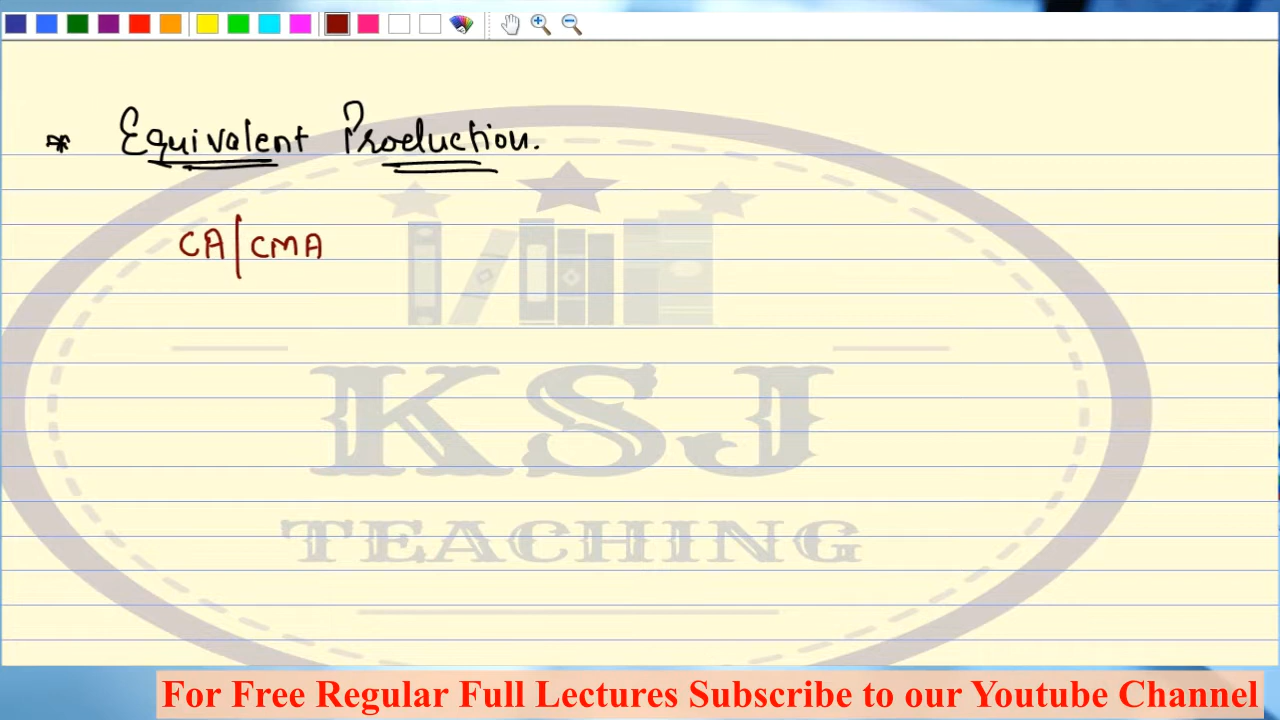 * Equivalent Production.
CA|CMA
KSJ
TEACHING
For Free Regular Full Lectures Subscribe to our Youtube Channel